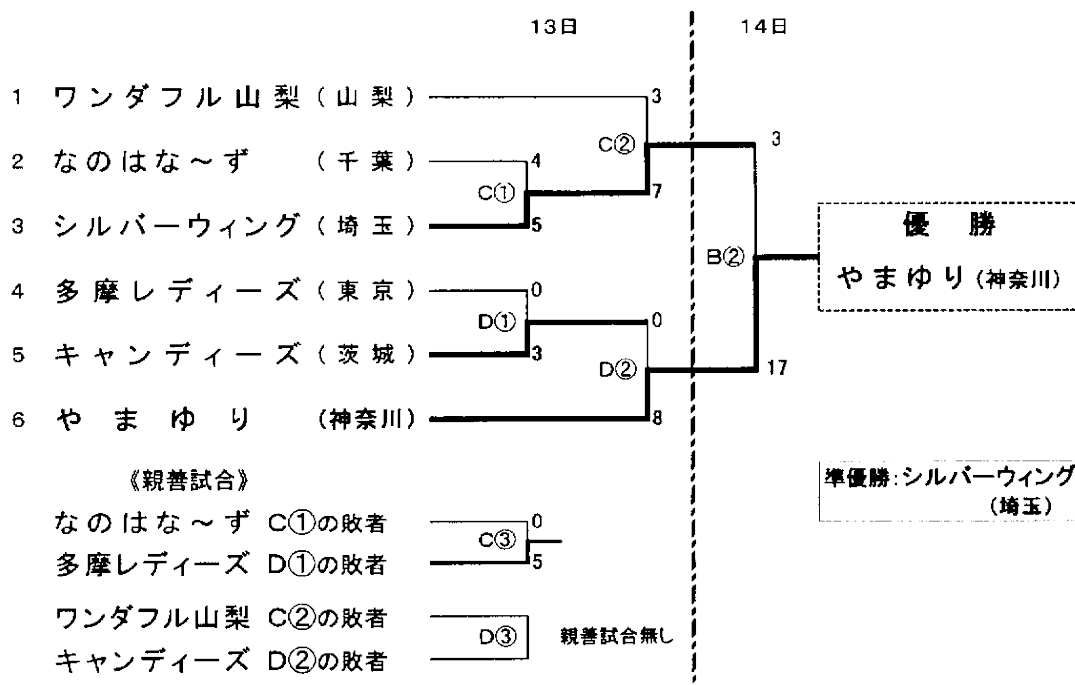 13日 14日
1 ワンダフル山梨 (山梨) 3
C② 3
2 なのはな～ず (千葉) 4
C① 7
3 シルバーウィング (埼玉) 5
優勝
B②
やまゆり (神奈川)
4 多摩レディーズ (東京) 0
D① 0
5 キャンディーズ (茨城) 3
D② 17
6 やまゆり (神奈川) 8
《親善試合》
準優勝:シルバーウィング
(埼玉)
なのはな～ず C①の敗者 0
C③
多摩レディーズ D①の敗者 5
ワンダフル山梨 C②の敗者
D③ 親善試合無し
キャンディーズ D②の敗者